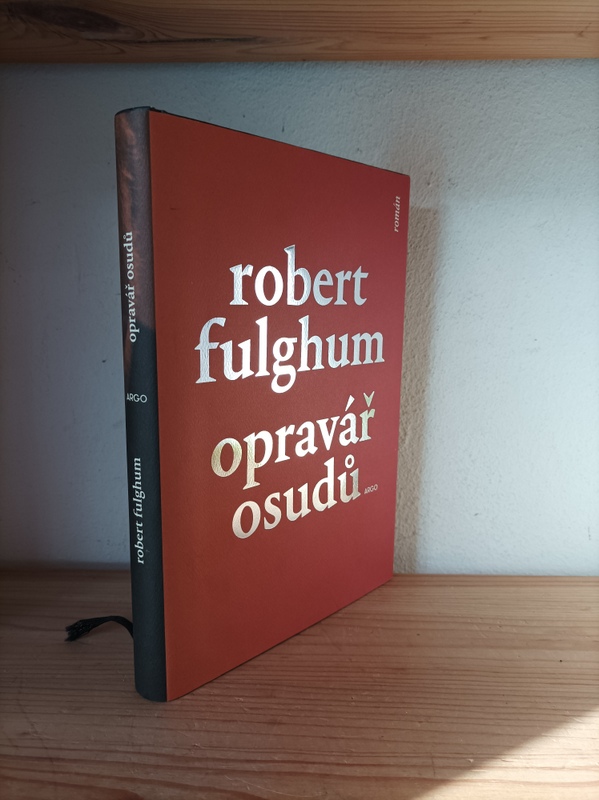 román
robert
fulghum
opravář
osudů
ARGO
opravář osudů
ARGO
robert fulghum